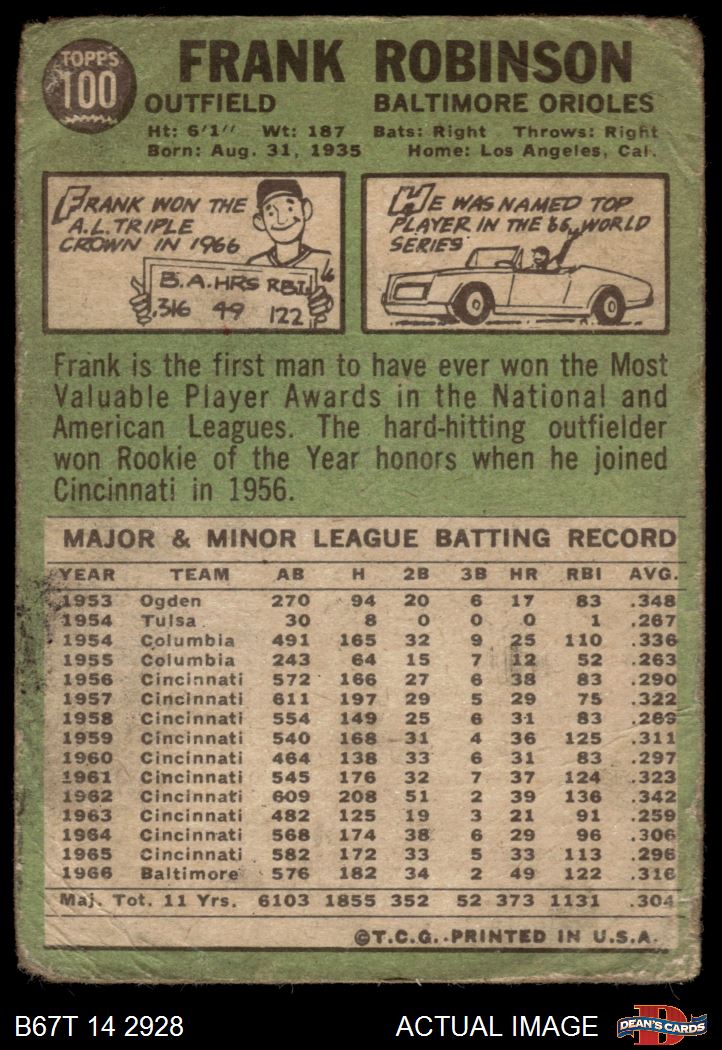 TOPPS
100
FRANK ROBINSON
OUTFIELD BALTIMORE ORIOLES
Ht: 6'1" Wt: 187 Bats: Right Throws: Right
Born: Aug. 31, 1935 Home: Los Angeles, Cal.
FRANK WON THE
A.L. TRIPLE
CROWN IN 1966
B.A. HRS RBI
.316 49 122
HE WAS NAMED TOP
PLAYER IN THE '66 WORLD
SERIES
Frank is the first man to have ever won the Most
Valuable Player Awards in the National and
American Leagues. The hard-hitting outfielder
won Rookie of the Year honors when he joined
Cincinnati in 1956.
MAJOR & MINOR LEAGUE BATTING RECORD
YEAR TEAM AB H 2B 3B HR RBI AVG.
1953 Ogden 270 94 20 6 17 83 .348
1954 Tulsa 30 8 0 0 0 1 .267
1954 Columbia 491 165 32 9 25 110 .336
1955 Columbia 243 64 15 7 12 52 .263
1956 Cincinnati 572 166 27 6 38 83 .290
1957 Cincinnati 611 197 29 5 29 75 .322
1958 Cincinnati 554 149 25 6 31 83 .269
1959 Cincinnati 540 168 31 4 36 125 .311
1960 Cincinnati 464 138 33 6 31 83 .297
1961 Cincinnati 545 176 32 7 37 124 .323
1962 Cincinnati 609 208 51 2 39 136 .342
1963 Cincinnati 482 125 19 3 21 91 .259
1964 Cincinnati 568 174 38 6 29 96 .306
1965 Cincinnati 582 172 33 5 33 113 .296
1966 Baltimore 576 182 34 2 49 122 .316
Maj. Tot. 11 Yrs. 6103 1855 352 52 373 1131 .304
©T.C.G. PRINTED IN U.S.A.
B67T 14 2928 ACTUAL IMAGE DEAN'S CARDS